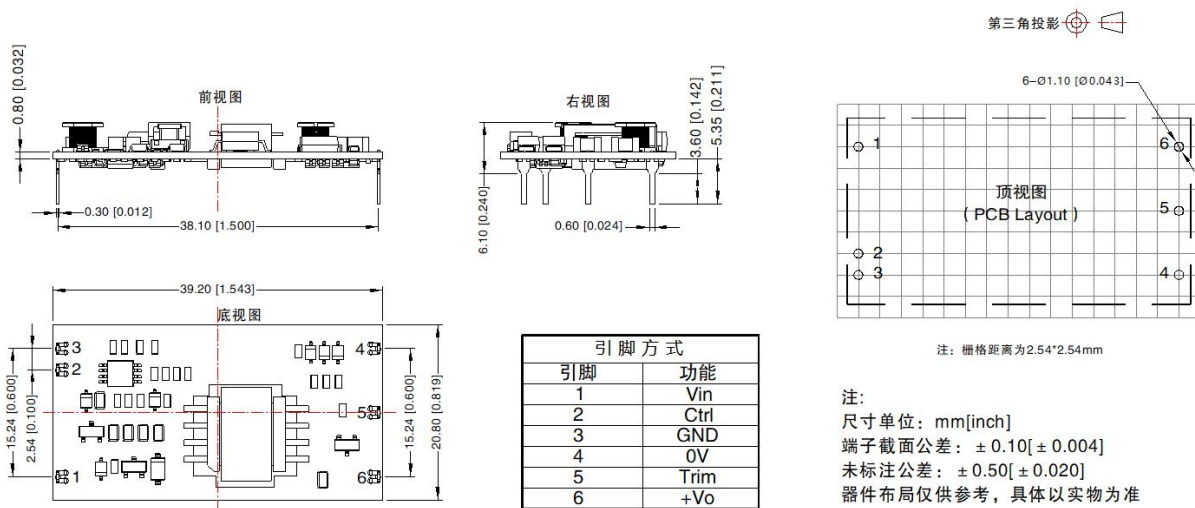 第三角投影
6-Ø1.10 [Ø0.043]
前视图
0.80 [0.032]
0.30 [0.012]
38.10 [1.500]
右视图
3.60 [0.142]
5.35 [0.211]
6.10 [0.240]
0.60 [0.024]
1
6
顶视图
( PCB Layout )
5
2
3
4
注：栅格距离为2.54*2.54mm
39.20 [1.543]
底视图
3
4
2
5
1
6
15.24 [0.600]
2.54 [0.100]
15.24 [0.600]
20.80 [0.819]
引脚方式
引脚 功能
1 Vin
2 Ctrl
3 GND
4 0V
5 Trim
6 +Vo
注:
尺寸单位：mm[inch]
端子截面公差：±0.10[±0.004]
未标注公差：±0.50[±0.020]
器件布局仅供参考，具体以实物为准